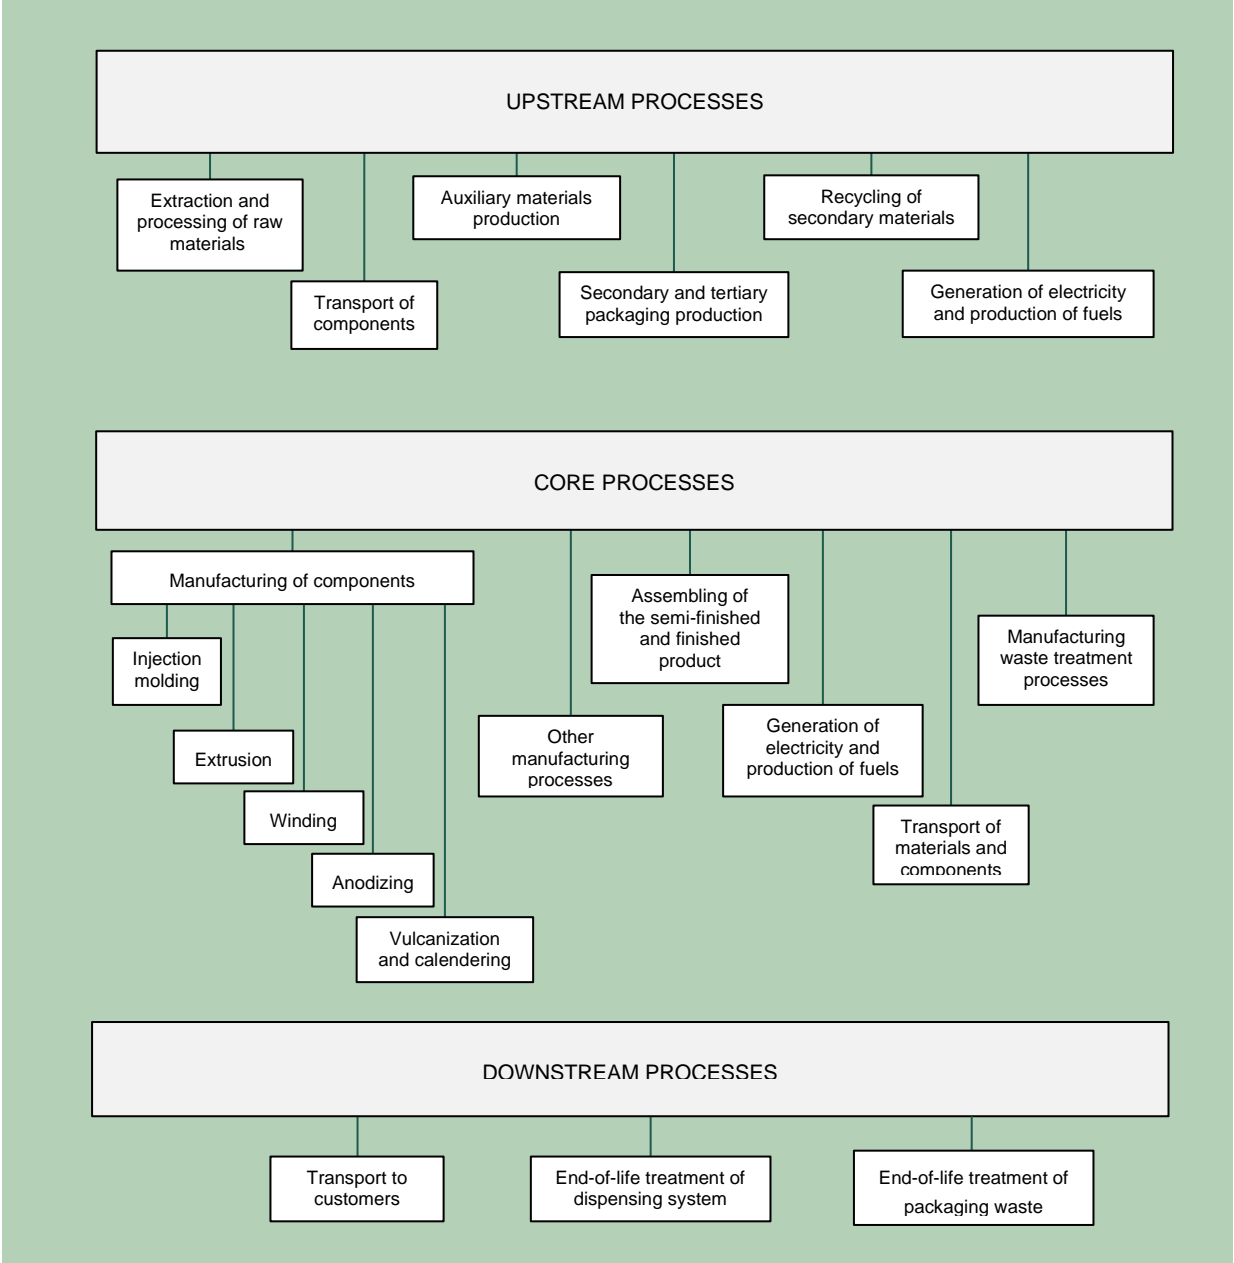 UPSTREAM PROCESSES
Extraction and
processing of raw
materials
Transport of
components
Auxiliary materials
production
Secondary and tertiary
packaging production
Recycling of
secondary materials
Generation of electricity
and production of fuels
CORE PROCESSES
Manufacturing of components
Injection
molding
Extrusion
Winding
Anodizing
Vulcanization
and calendering
Other
manufacturing
processes
Assembling of
the semi-finished
and finished
product
Generation of
electricity and
production of fuels
Transport of
materials and
components
Manufacturing
waste treatment
processes
DOWNSTREAM PROCESSES
Transport to
customers
End-of-life treatment of
dispensing system
End-of-life treatment of
packaging waste